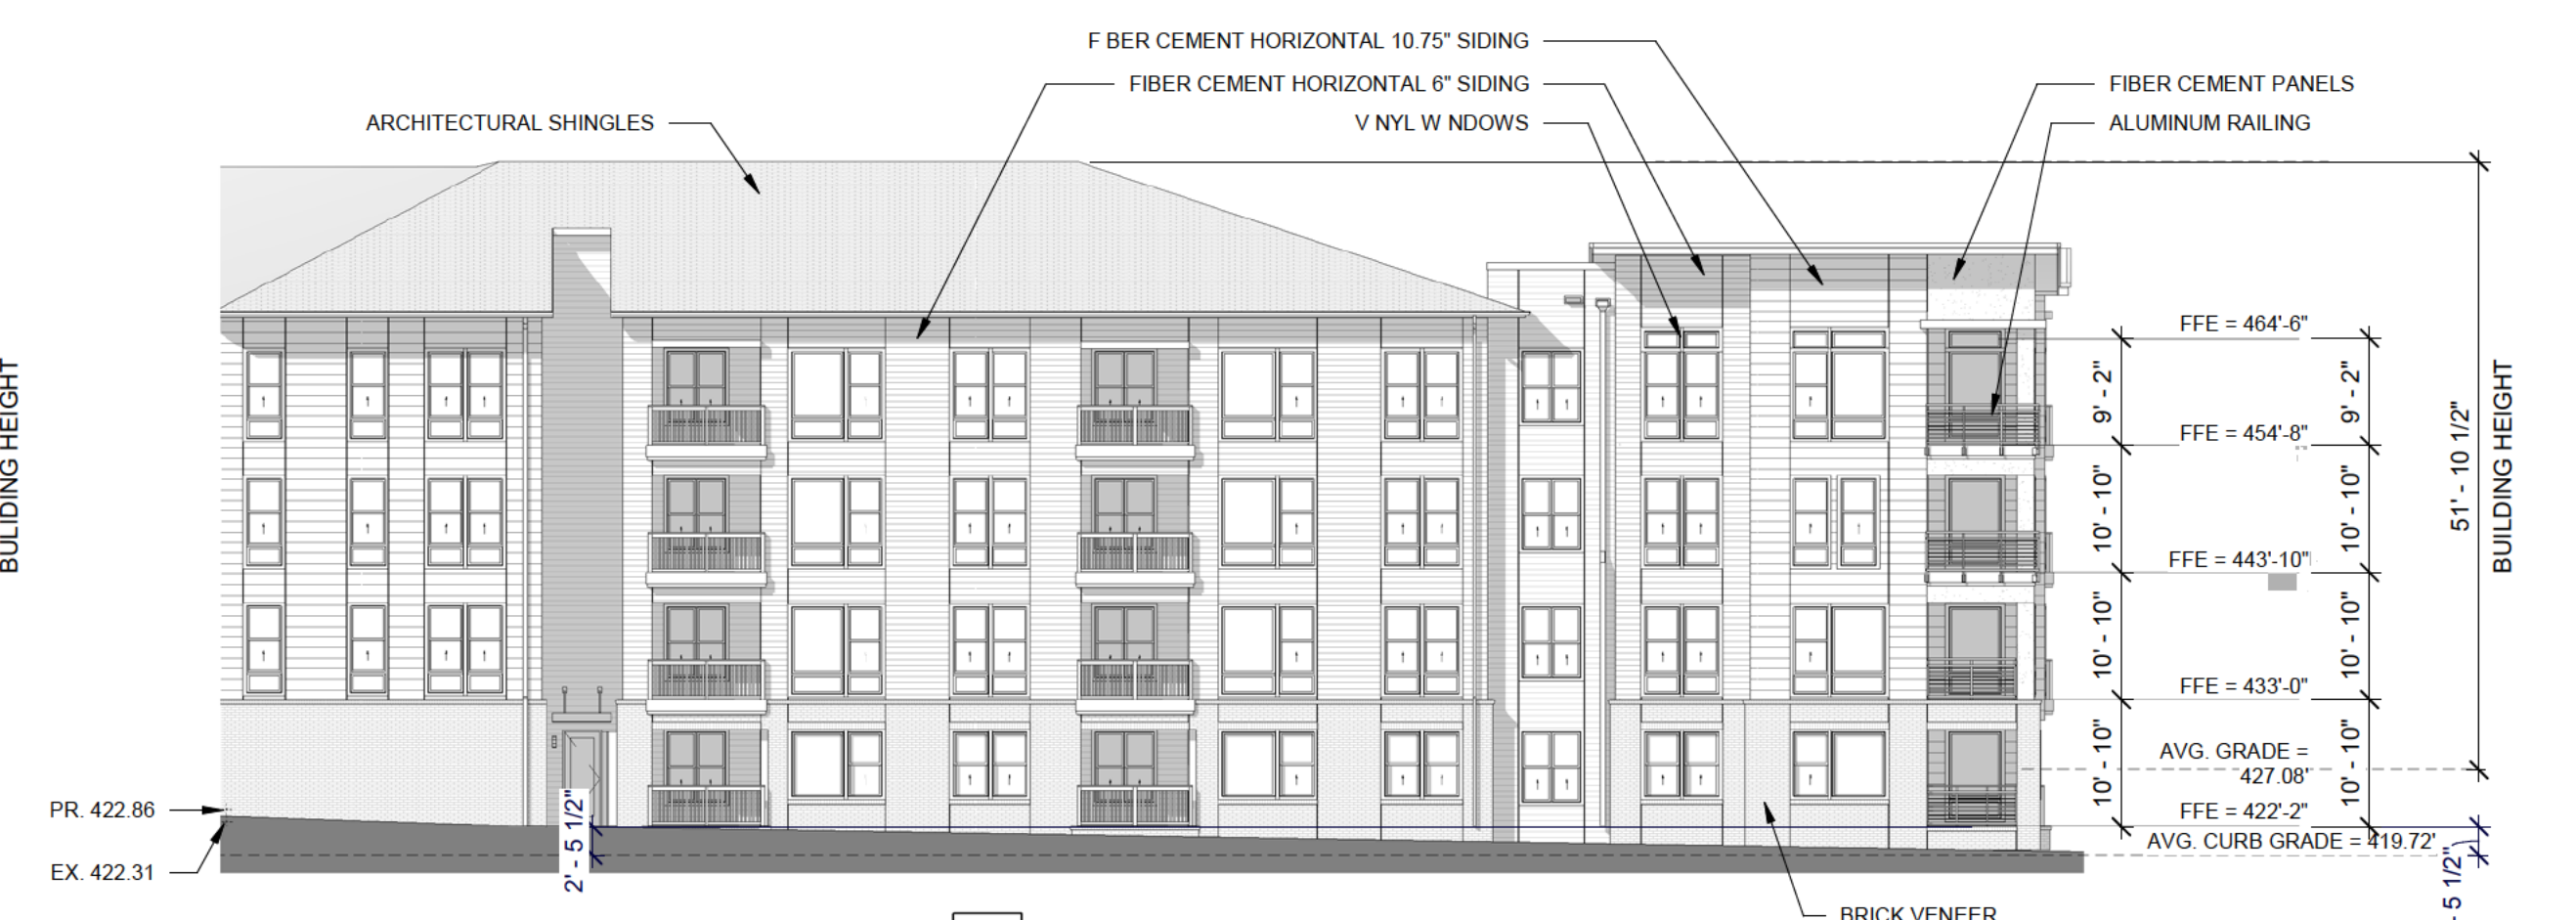 F BER CEMENT HORIZONTAL 10.75" SIDING
FIBER CEMENT HORIZONTAL 6" SIDING
FIBER CEMENT PANELS
ARCHITECTURAL SHINGLES
V NYL W NDOWS
ALUMINUM RAILING
BULIDING HEIGHT
FFE = 464'-6"
9' - 2"
9' - 2"
FFE = 454'-8"
51' - 10 1/2"
BUILDING HEIGHT
10' - 10"
10' - 10"
FFE = 443'-10"
10' - 10"
10' - 10"
FFE = 433'-0"
10' - 10"
10' - 10"
AVG. GRADE =
427.08'
PR. 422.86
FFE = 422'-2"
AVG. CURB GRADE = 419.72'
EX. 422.31
2' - 5 1/2"
- 5 1/2"
BRICK VENEER